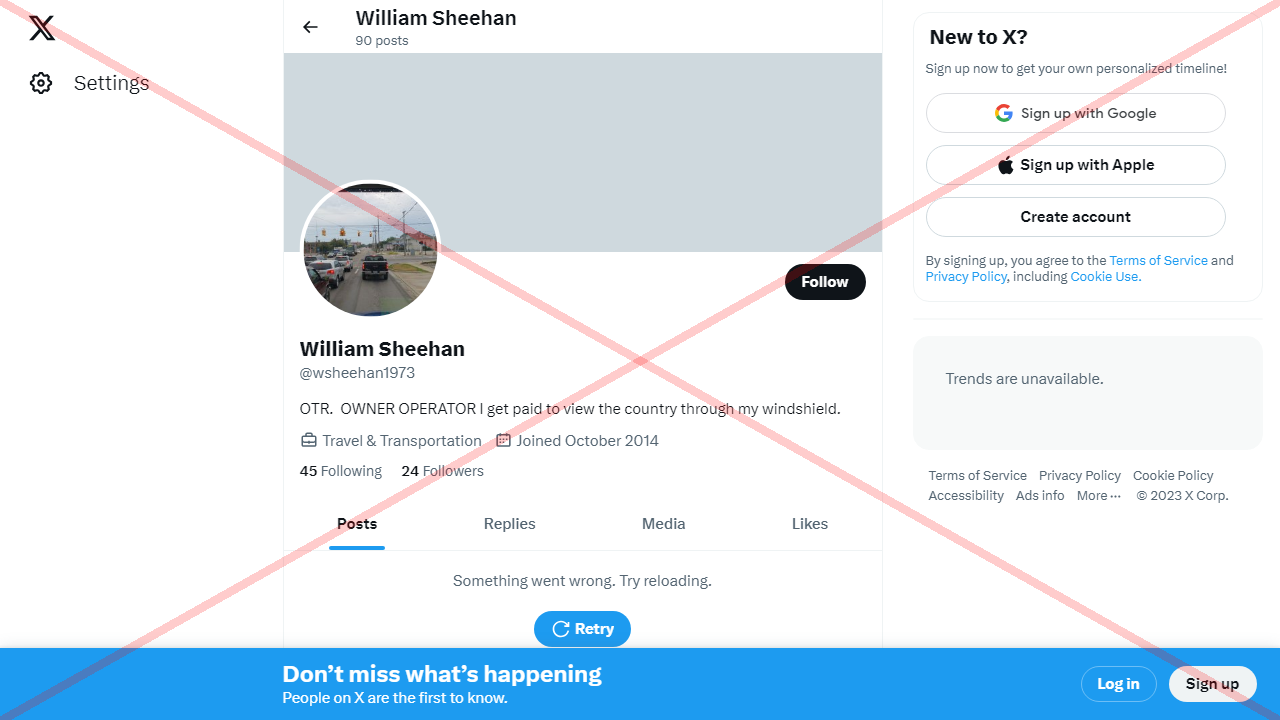 Settings
William Sheehan
90 posts
Follow
William Sheehan
@wsheehan1973
OTR. OWNER OPERATOR I get paid to view the country through my windshield.
Travel & Transportation Joined October 2014
45 Following 24 Followers
Posts Replies Media Likes
Something went wrong. Try reloading.
Retry
New to X?
Sign up now to get your own personalized timeline!
Sign up with Google
Sign up with Apple
Create account
By signing up, you agree to the Terms of Service and
Privacy Policy, including Cookie Use.
Trends are unavailable.
Terms of Service Privacy Policy Cookie Policy
Accessibility Ads info More ··· © 2023 X Corp.
Don’t miss what’s happening
People on X are the first to know.
Log in Sign up